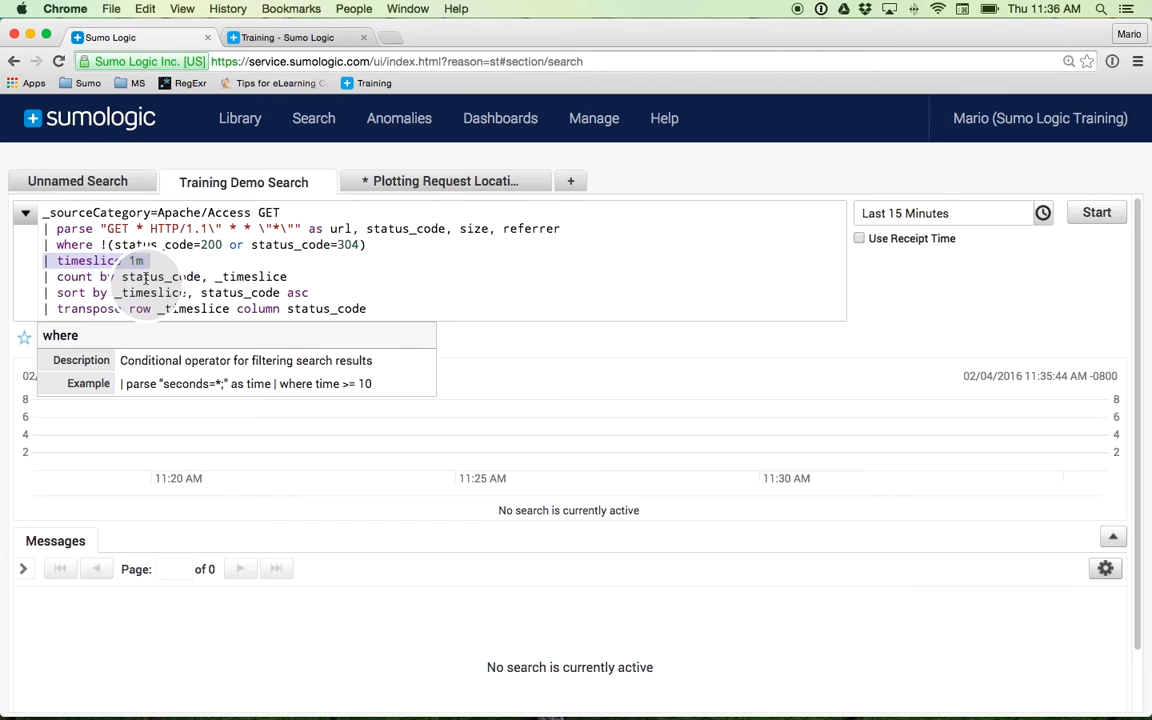 Chrome File Edit View History Bookmarks People Window Help Thu 11:36 AM
Sumo Logic Training - Sumo Logic Mario
Sumo Logic Inc. [US] https://service.sumologic.com/ui/index.html?reason=st#section/search
Apps Sumo MS RegExr Tips for eLearning C Training
sumologic Library Search Anomalies Dashboards Manage Help Mario (Sumo Logic Training)
Unnamed Search Training Demo Search * Plotting Request Locati... +
_sourceCategory=Apache/Access GET Last 15 Minutes Start
| parse "GET * HTTP/1.1\" * * \"*\"" as url, status_code, size, referrer
Use Receipt Time
| where !(status_code=200 or status_code=304)
| timeslice 1m
| count by status_code, _timeslice
| sort by _timeslice, status_code asc
| transpose row _timeslice column status_code
where
Description Conditional operator for filtering search results
Example | parse "seconds=*;" as time | where time >= 10
02/ 02/04/2016 11:35:44 AM -0800
8 8
6 6
4 4
2 2
11:20 AM 11:25 AM 11:30 AM
No search is currently active
Messages
Page: of 0
No search is currently active